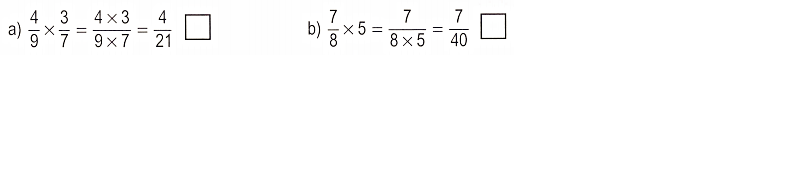 a) 4/9 × 3/7 = (4 × 3)/(9 × 7) = 4/21 □ b) 7/8 × 5 = 7/(8 × 5) = 7/40 □